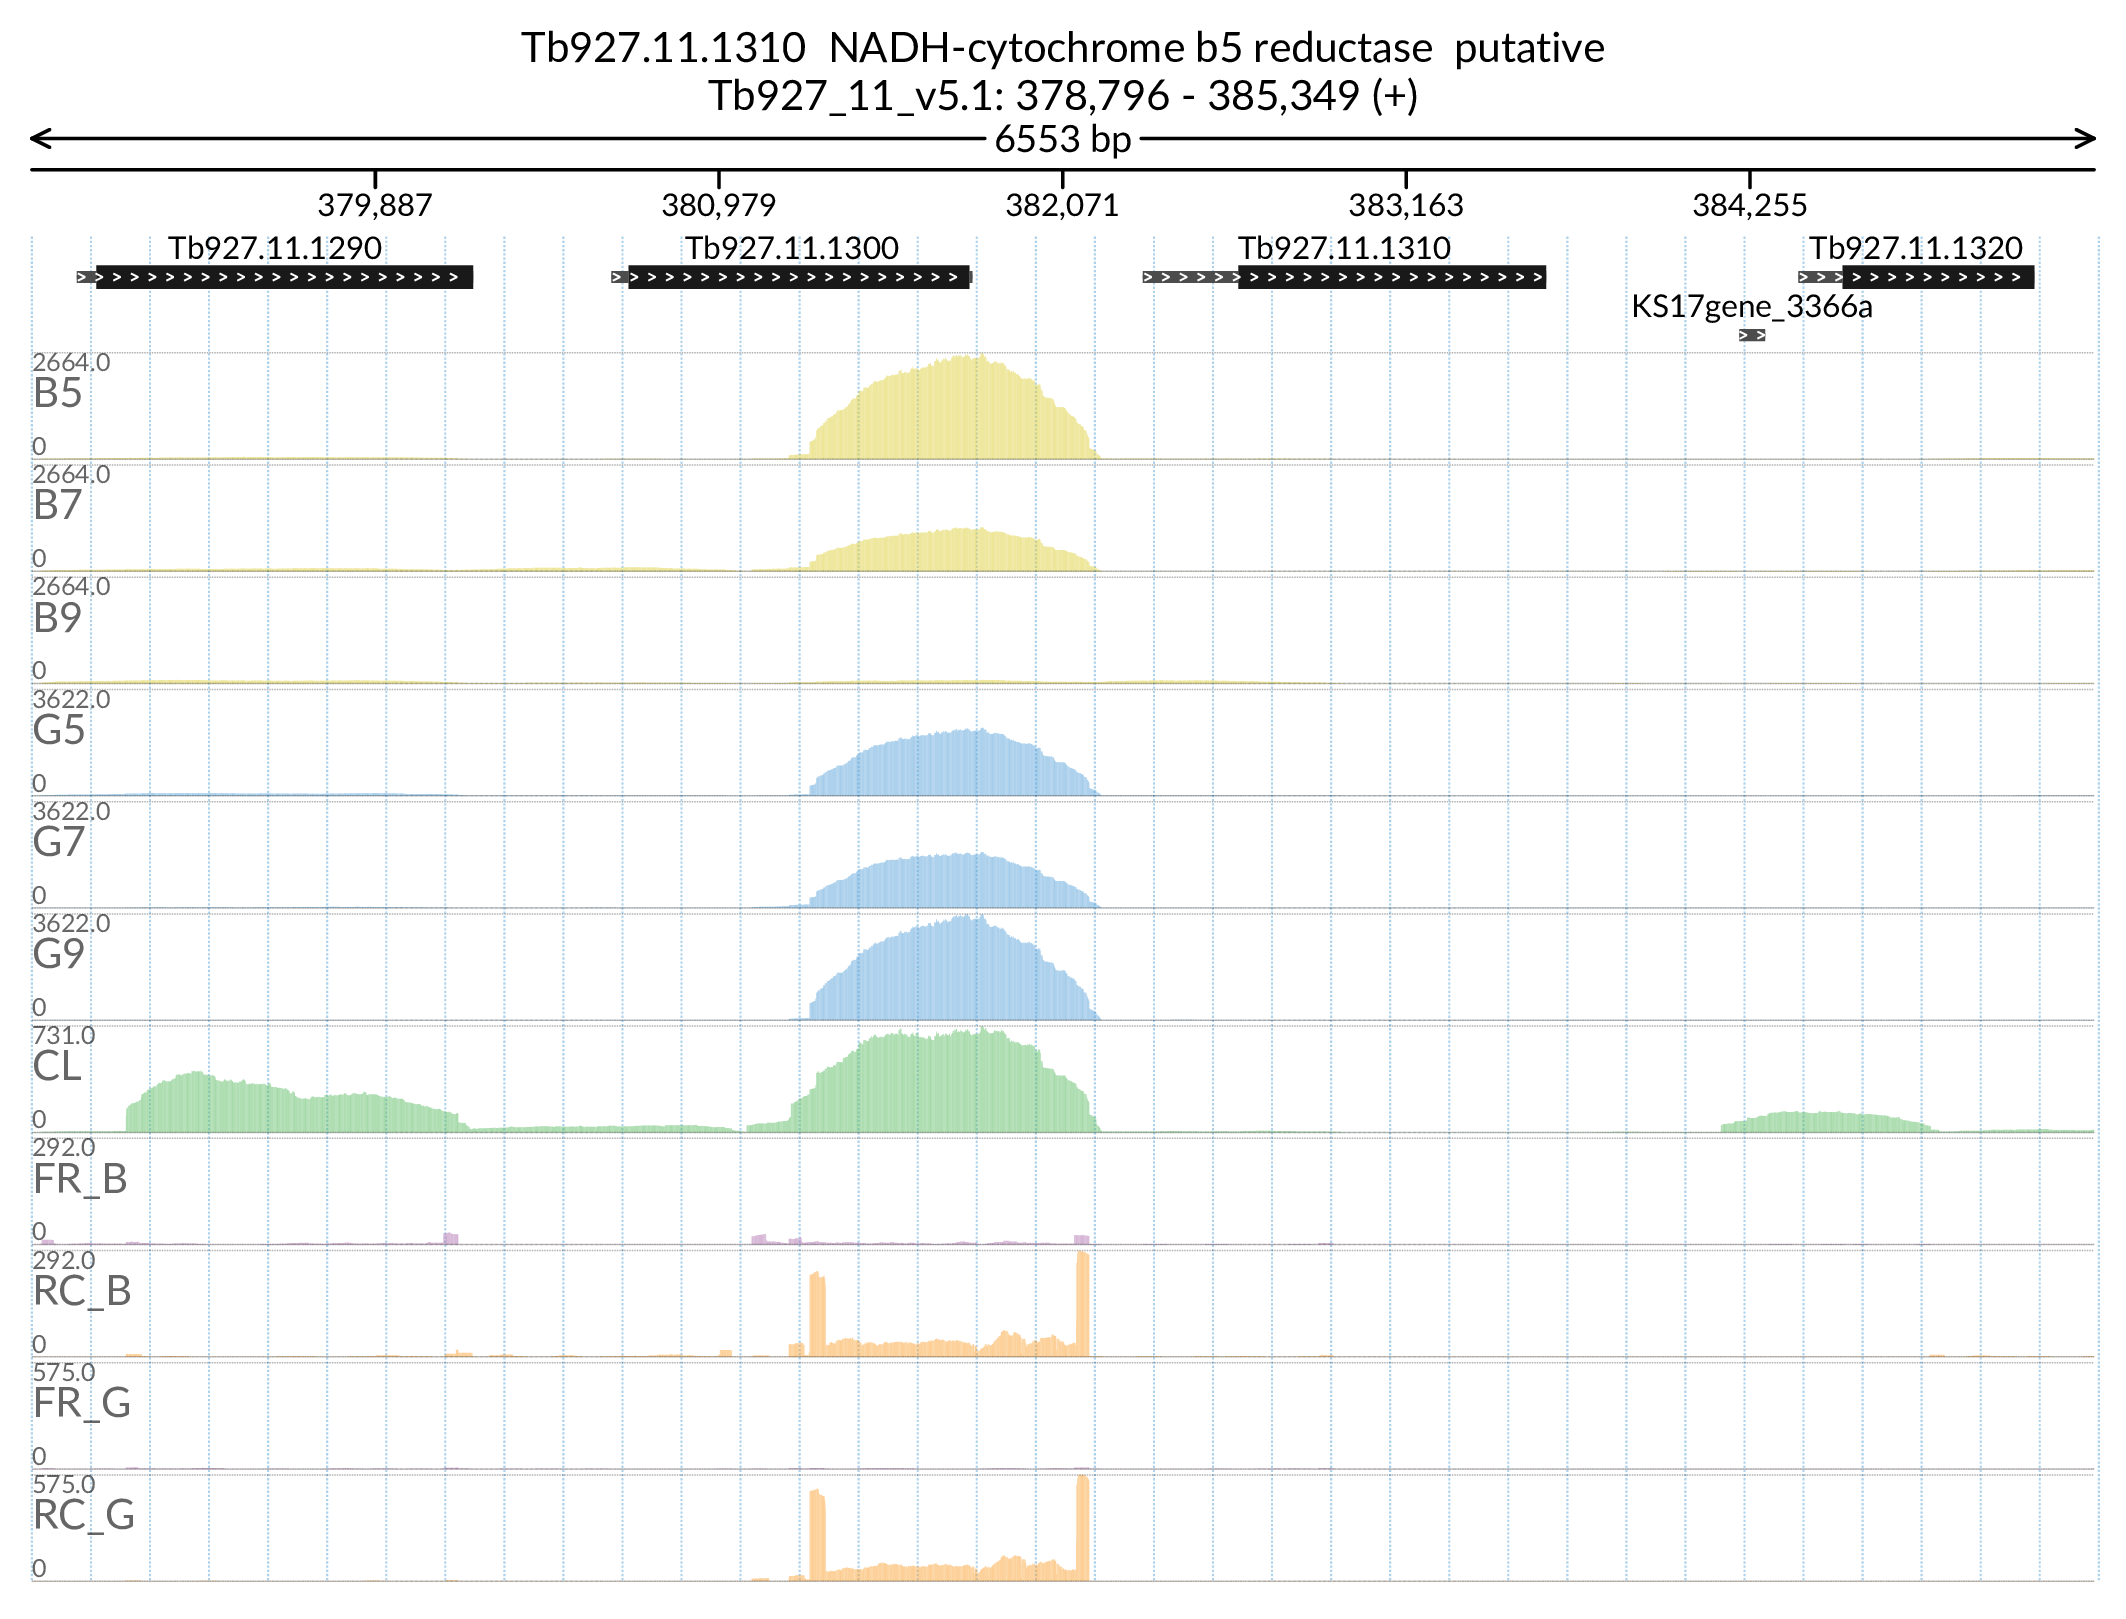 Tb927.11.1310  NADH-cytochrome b5 reductase  putative
Tb927_11_v5.1: 378,796 - 385,349 (+)
6553 bp
379,887 380,979 382,071 383,163 384,255
Tb927.11.1290 Tb927.11.1300 Tb927.11.1310 Tb927.11.1320
KS17gene_3366a
2664.0
B5
0
2664.0
B7
0
2664.0
B9
0
3622.0
G5
0
3622.0
G7
0
3622.0
G9
0
731.0
CL
0
292.0
FR_B
0
292.0
RC_B
0
575.0
FR_G
0
575.0
RC_G
0